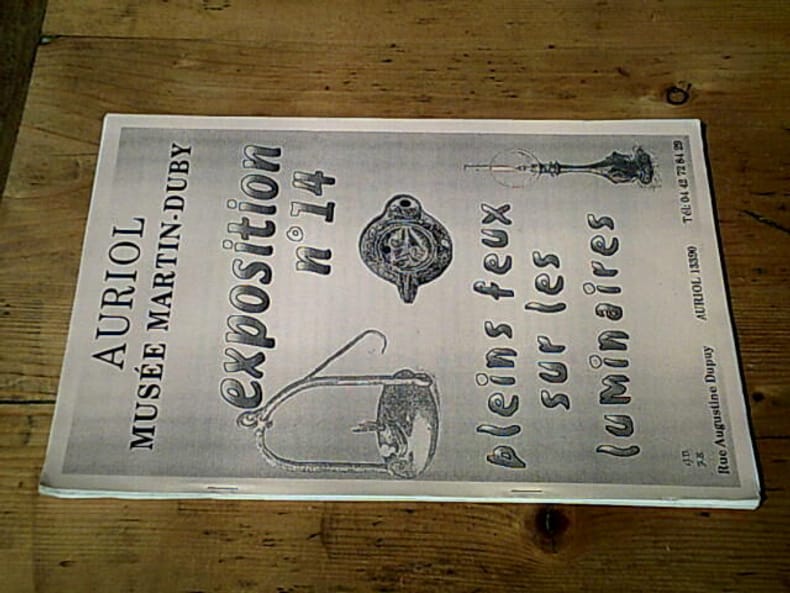 AURIOL
MUSÉE MARTIN-DUBY
exposition
n°14
pleins feux
sur les
luminaires
Rue Augustine Dupuy AURIOL 13390 Tél: 04 42 72 84 29